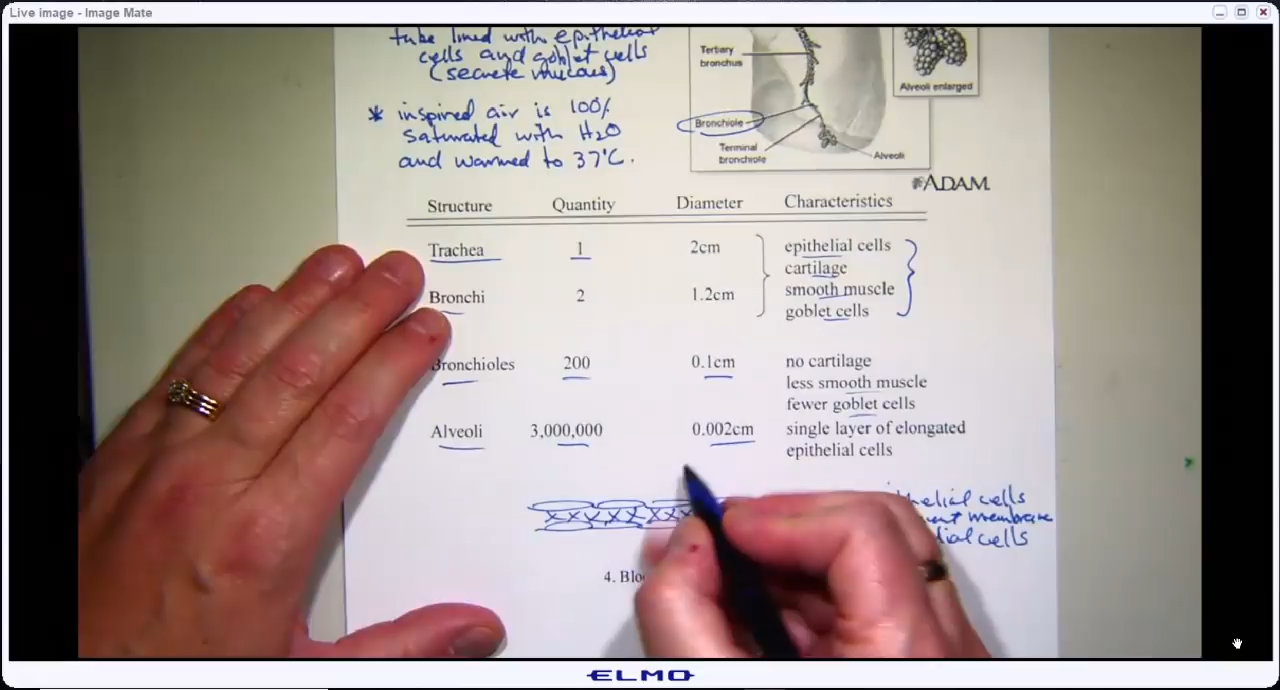 Live image - Image Mate
tube lined with epithelial
cells and goblet cells
(secrete mucous)
* inspired air is 100%
saturated with H2O
and warmed to 37°C.
Tertiary
bronchus
Bronchiole
Terminal
bronchiole
Alveoli
Alveoli enlarged
ADAM
Structure Quantity Diameter Characteristics
Trachea 1 2cm epithelial cells
cartilage
Bronchi 2 1.2cm smooth muscle
goblet cells
Bronchioles 200 0.1cm no cartilage
less smooth muscle
fewer goblet cells
Alveoli 3,000,000 0.002cm single layer of elongated
epithelial cells
cells
membrane
cells
4.
ELMO